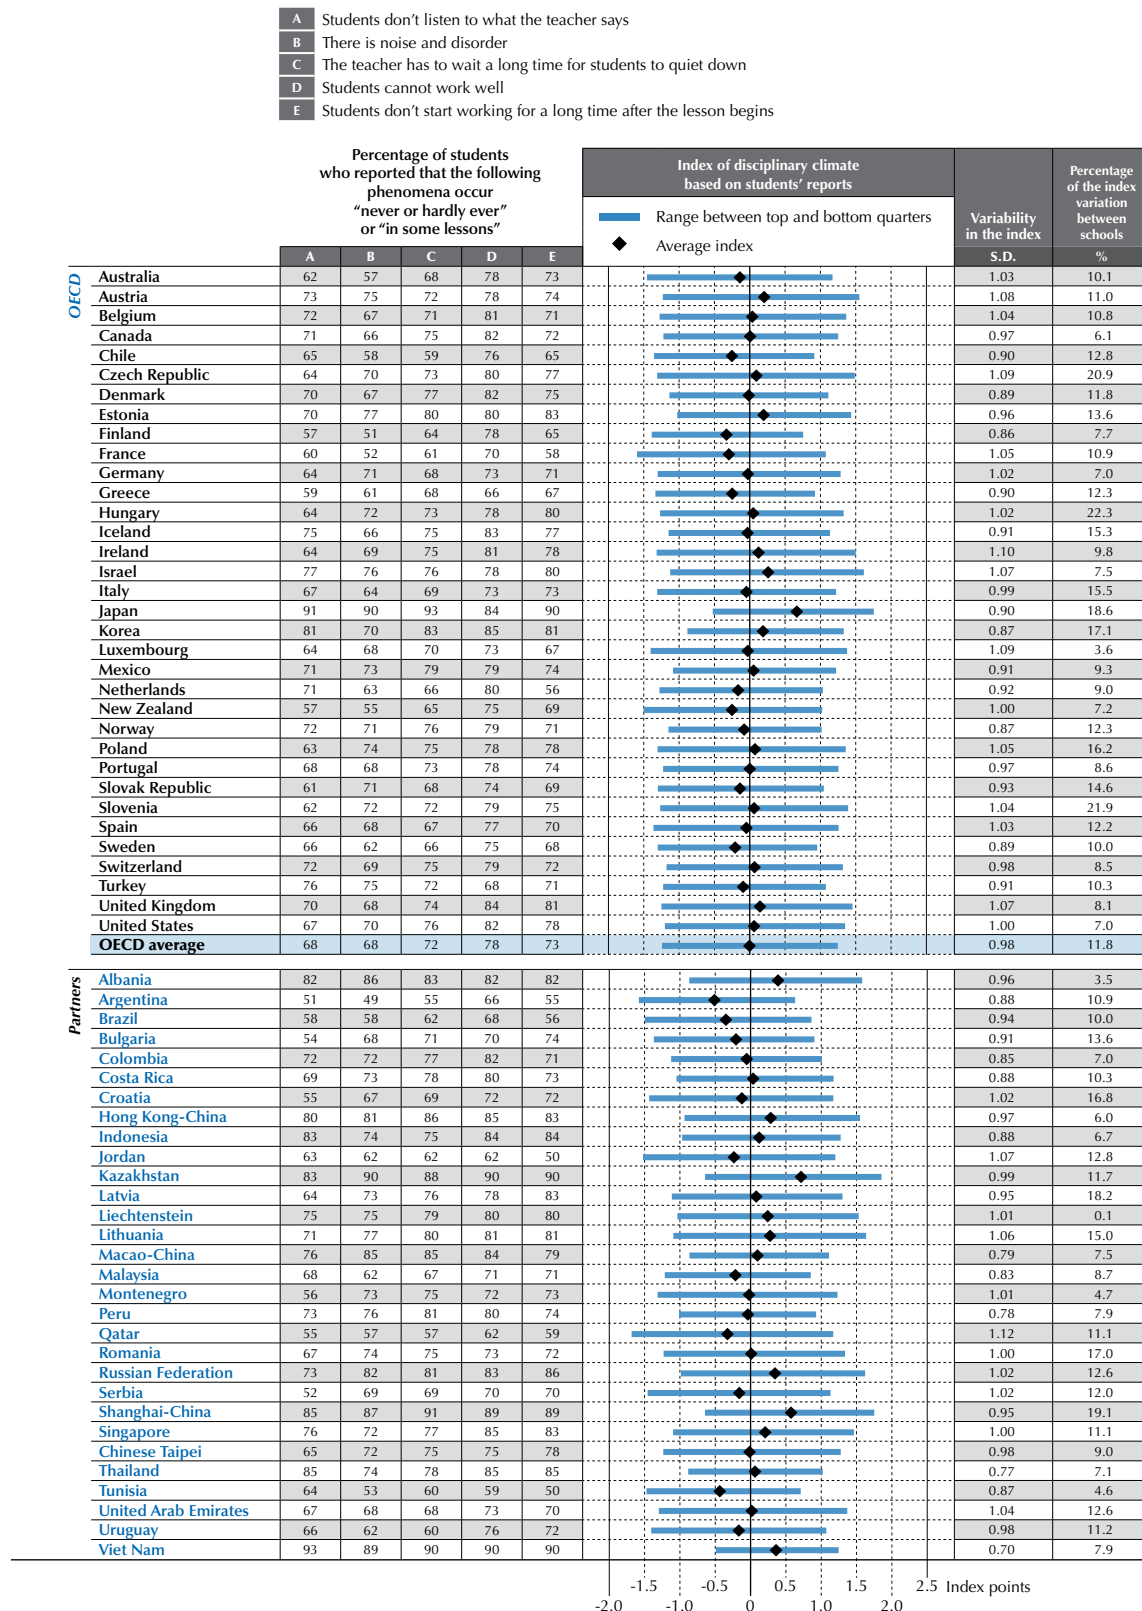 A Students don't listen to what the teacher says
B There is noise and disorder
C The teacher has to wait a long time for students to quiet down
D Students cannot work well
E Students don't start working for a long time after the lesson begins
Percentage of students
who reported that the following
phenomena occur
“never or hardly ever”
or “in some lessons”
Index of disciplinary climate
based on students' reports
Range between top and bottom quarters
Average index
Variability
in the index
Percentage
of the index
variation
between
schools
A B C D E S.D. %
OECD
Australia 62 57 68 78 73 1.03 10.1
Austria 73 75 72 78 74 1.08 11.0
Belgium 72 67 71 81 71 1.04 10.8
Canada 71 66 75 82 72 0.97 6.1
Chile 65 58 59 76 65 0.90 12.8
Czech Republic 64 70 73 80 77 1.09 20.9
Denmark 70 67 77 82 75 0.89 11.8
Estonia 70 77 80 80 83 0.96 13.6
Finland 57 51 64 78 65 0.86 7.7
France 60 52 61 70 58 1.05 10.9
Germany 64 71 68 73 71 1.02 7.0
Greece 59 61 68 66 67 0.90 12.3
Hungary 64 72 73 78 80 1.02 22.3
Iceland 75 66 75 83 77 0.91 15.3
Ireland 64 69 75 81 78 1.10 9.8
Israel 77 76 76 78 80 1.07 7.5
Italy 67 64 69 73 73 0.99 15.5
Japan 91 90 93 84 90 0.90 18.6
Korea 81 70 83 85 81 0.87 17.1
Luxembourg 64 68 70 73 67 1.09 3.6
Mexico 71 73 79 79 74 0.91 9.3
Netherlands 71 63 66 80 56 0.92 9.0
New Zealand 57 55 65 75 69 1.00 7.2
Norway 72 71 76 79 71 0.87 12.3
Poland 63 74 75 78 78 1.05 16.2
Portugal 68 68 73 78 74 0.97 8.6
Slovak Republic 61 71 68 74 69 0.93 14.6
Slovenia 62 72 72 79 75 1.04 21.9
Spain 66 68 67 77 70 1.03 12.2
Sweden 66 62 66 75 68 0.89 10.0
Switzerland 72 69 75 79 72 0.98 8.5
Turkey 76 75 72 68 71 0.91 10.3
United Kingdom 70 68 74 84 81 1.07 8.1
United States 67 70 76 82 78 1.00 7.0
OECD average 68 68 72 78 73 0.98 11.8
Partners
Albania 82 86 83 82 82 0.96 3.5
Argentina 51 49 55 66 55 0.88 10.9
Brazil 58 58 62 68 56 0.94 10.0
Bulgaria 54 68 71 70 74 0.91 13.6
Colombia 72 72 77 82 71 0.85 7.0
Costa Rica 69 73 78 80 73 0.88 10.3
Croatia 55 67 69 72 72 1.02 16.8
Hong Kong-China 80 81 86 85 83 0.97 6.0
Indonesia 83 74 75 84 84 0.88 6.7
Jordan 63 62 62 62 50 1.07 12.8
Kazakhstan 83 90 88 90 90 0.99 11.7
Latvia 64 73 76 78 83 0.95 18.2
Liechtenstein 75 75 79 80 80 1.01 0.1
Lithuania 71 77 80 81 81 1.06 15.0
Macao-China 76 85 85 84 79 0.79 7.5
Malaysia 68 62 67 71 71 0.83 8.7
Montenegro 56 73 75 72 73 1.01 4.7
Peru 73 76 81 80 74 0.78 7.9
Qatar 55 57 57 62 59 1.12 11.1
Romania 67 74 75 73 72 1.00 17.0
Russian Federation 73 82 81 83 86 1.02 12.6
Serbia 52 69 69 70 70 1.02 12.0
Shanghai-China 85 87 91 89 89 0.95 19.1
Singapore 76 72 77 85 83 1.00 11.1
Chinese Taipei 65 72 75 75 78 0.98 9.0
Thailand 85 74 78 85 85 0.77 7.1
Tunisia 64 53 60 59 50 0.87 4.6
United Arab Emirates 67 68 68 73 70 1.04 12.6
Uruguay 66 62 60 76 72 0.98 11.2
Viet Nam 93 89 90 90 90 0.70 7.9
-1.5 -0.5 0.5 1.5 2.5 Index points
-2.0 -1.0 0 1.0 2.0